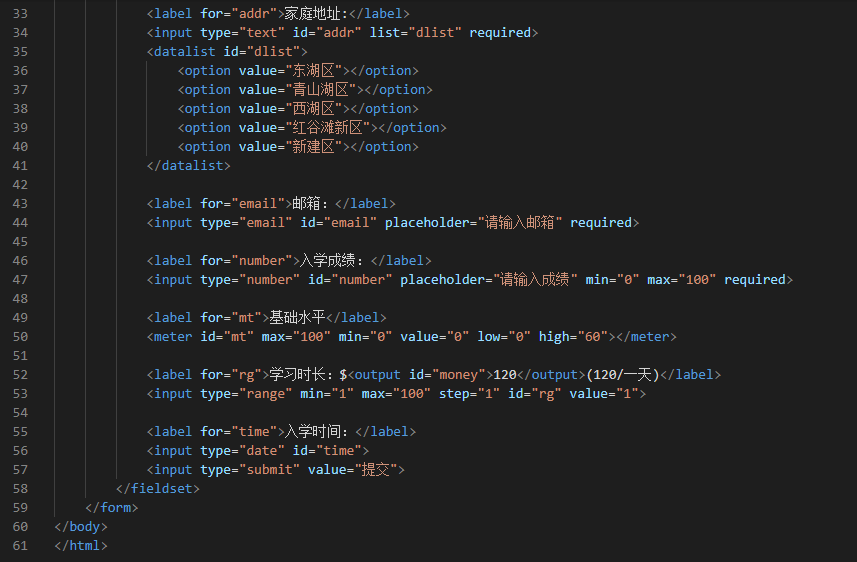 33 <label for="addr">家庭地址:</label>
34 <input type="text" id="addr" list="dlist" required>
35 <datalist id="dlist">
36 <option value="东湖区"></option>
37 <option value="青山湖区"></option>
38 <option value="西湖区"></option>
39 <option value="红谷滩新区"></option>
40 <option value="新建区"></option>
41 </datalist>
42
43 <label for="email">邮箱：</label>
44 <input type="email" id="email" placeholder="请输入邮箱" required>
45
46 <label for="number">入学成绩：</label>
47 <input type="number" id="number" placeholder="请输入成绩" min="0" max="100" required>
48
49 <label for="mt">基础水平</label>
50 <meter id="mt" max="100" min="0" value="0" low="0" high="60"></meter>
51
52 <label for="rg">学习时长：$<output id="money">120</output>(120/一天)</label>
53 <input type="range" min="1" max="100" step="1" id="rg" value="1">
54
55 <label for="time">入学时间：</label>
56 <input type="date" id="time">
57 <input type="submit" value="提交">
58 </fieldset>
59 </form>
60 </body>
61 </html>